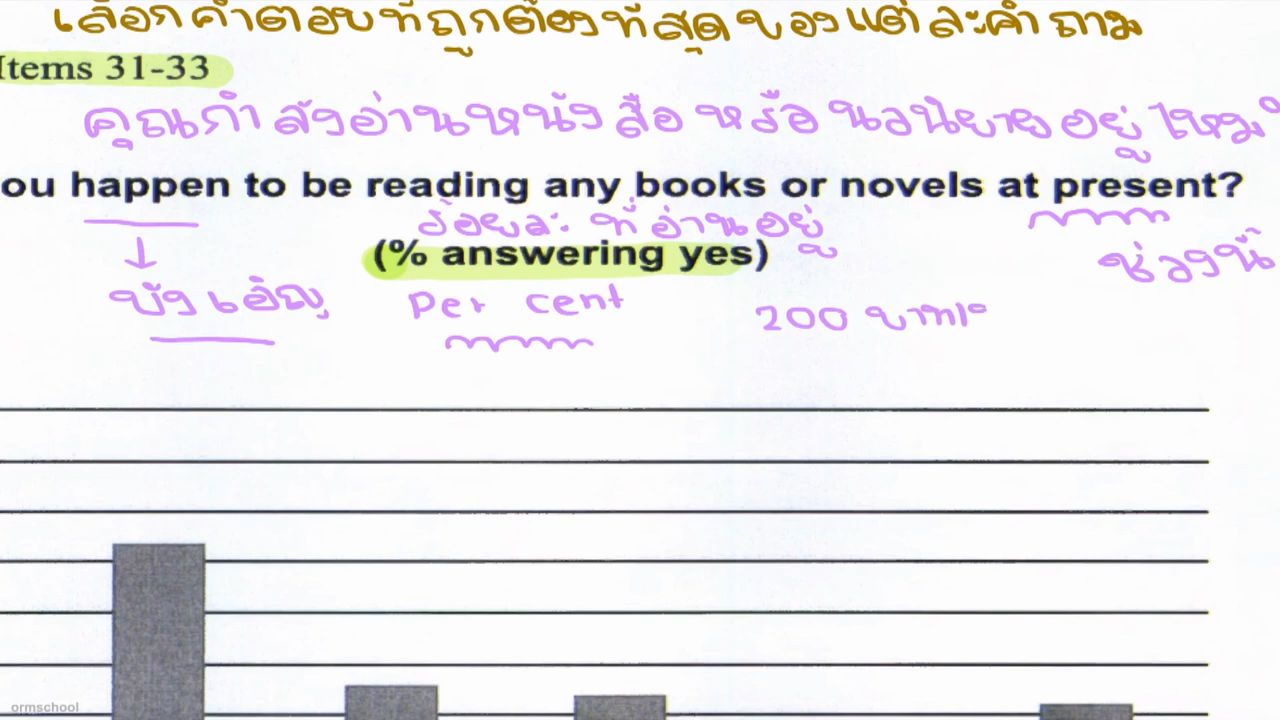 เลือกคำตอบที่ถูกต้องที่สุดของแต่ละคำถาม
Items 31-33
คุณกำลังอ่านหนังสือ หรือ นวนิยายอยู่ไหม
ou happen to be reading any books or novels at present?
ร้อยละ ที่อ่านอยู่
(% answering yes)
ช่วงนี้
บังเอิญ
Per cent
200 บาท
ormschool